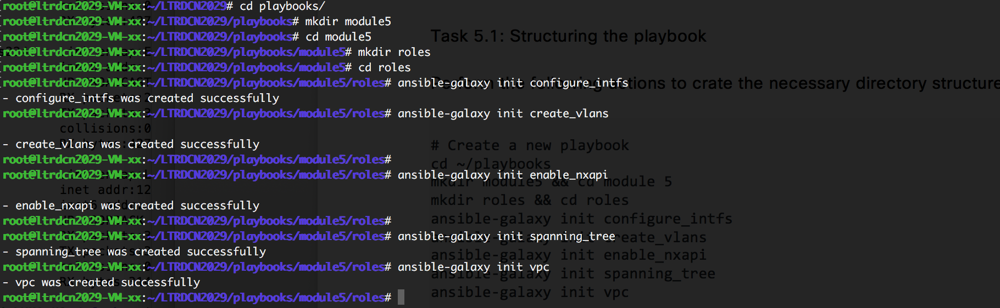 root@ltrdcn2029-VM-xx:~/LTRDCN2029# cd playbooks/
root@ltrdcn2029-VM-xx:~/LTRDCN2029/playbooks# mkdir module5
root@ltrdcn2029-VM-xx:~/LTRDCN2029/playbooks# cd module5
root@ltrdcn2029-VM-xx:~/LTRDCN2029/playbooks/module5# mkdir roles
root@ltrdcn2029-VM-xx:~/LTRDCN2029/playbooks/module5# cd roles
root@ltrdcn2029-VM-xx:~/LTRDCN2029/playbooks/module5/roles# ansible-galaxy init configure_intfs
- configure_intfs was created successfully
root@ltrdcn2029-VM-xx:~/LTRDCN2029/playbooks/module5/roles# ansible-galaxy init create_vlans
- create_vlans was created successfully
root@ltrdcn2029-VM-xx:~/LTRDCN2029/playbooks/module5/roles#
root@ltrdcn2029-VM-xx:~/LTRDCN2029/playbooks/module5/roles# ansible-galaxy init enable_nxapi
- enable_nxapi was created successfully
root@ltrdcn2029-VM-xx:~/LTRDCN2029/playbooks/module5/roles#
root@ltrdcn2029-VM-xx:~/LTRDCN2029/playbooks/module5/roles# ansible-galaxy init spanning_tree
- spanning_tree was created successfully
root@ltrdcn2029-VM-xx:~/LTRDCN2029/playbooks/module5/roles# ansible-galaxy init vpc
- vpc was created successfully
root@ltrdcn2029-VM-xx:~/LTRDCN2029/playbooks/module5/roles#
collisions:0
inet addr:12
Task 5.1: Structuring the playbook
to crate the necessary directory structure
# Create a new playbook
cd ~/playbooks
mkdir module5 && cd module 5
mkdir roles && cd roles
ansible-galaxy init configure_intfs
ansible-galaxy init create_vlans
ansible-galaxy init enable_nxapi
ansible-galaxy init spanning_tree
ansible-galaxy init vpc